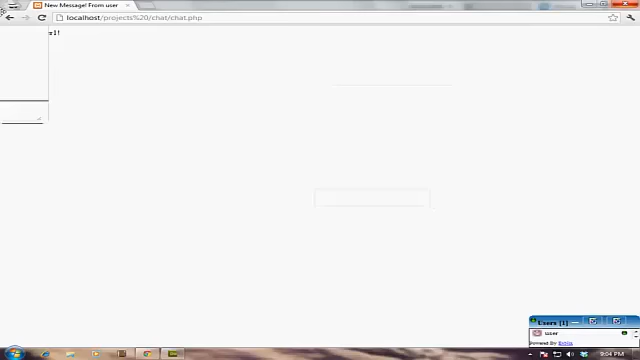 New Message! From user
localhost/projects%20/chat/chat.php
Users [1]
user
Powered By
9:04 PM